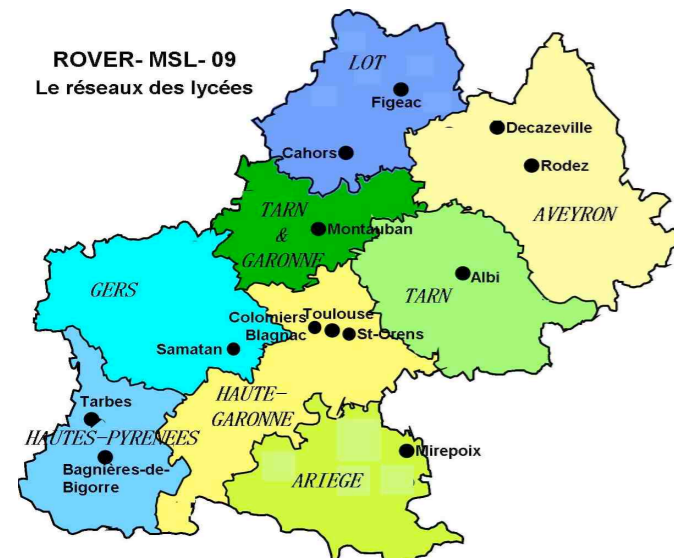 ROVER- MSL- 09
Le réseaux des lycées
LOT
Figeac
Decazeville
Cahors
Rodez
TARN
&
GARONNE
Montauban
AVEYRON
GERS
Albi
TARN
Colomiers
Toulouse
Blagnac
St-Orens
Samatan
HAUTE-
GARONNE
Tarbes
HAUTES-PYRENEES
Bagnières-de-
Bigorre
Mirepoix
ARIEGE